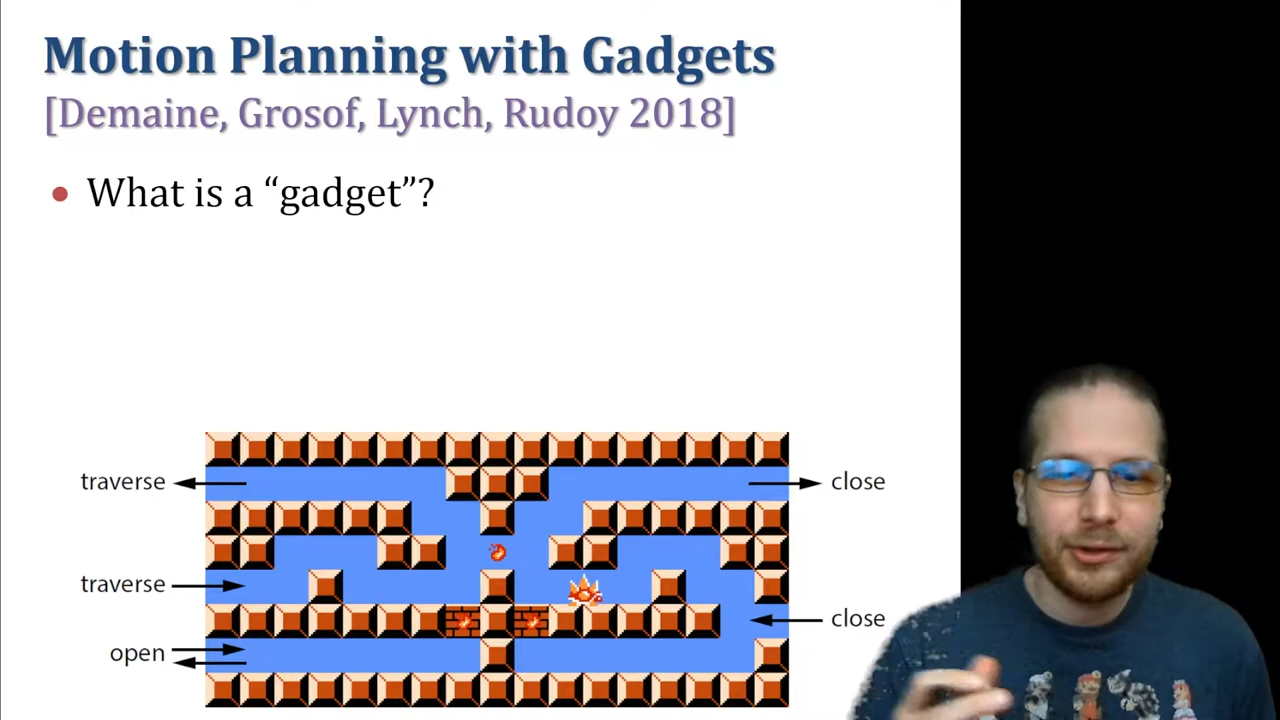 Motion Planning with Gadgets
[Demaine, Grosof, Lynch, Rudoy 2018]
• What is a “gadget”?
traverse
close
traverse
close
open